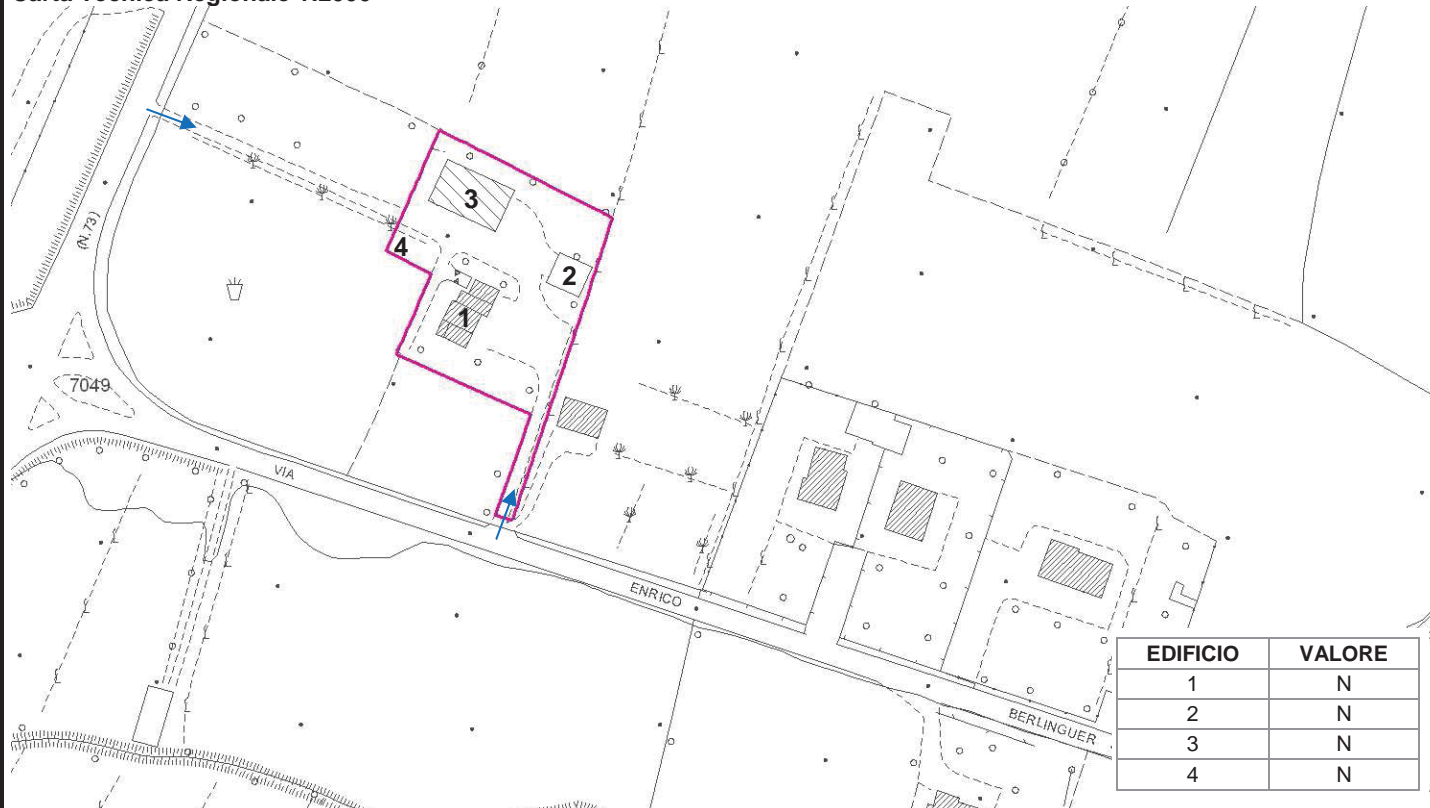 3
(N.73)
4
2
1
7049
VIA
ENRICO
BERLINGUER
EDIFICIO VALORE
1 N
2 N
3 N
4 N